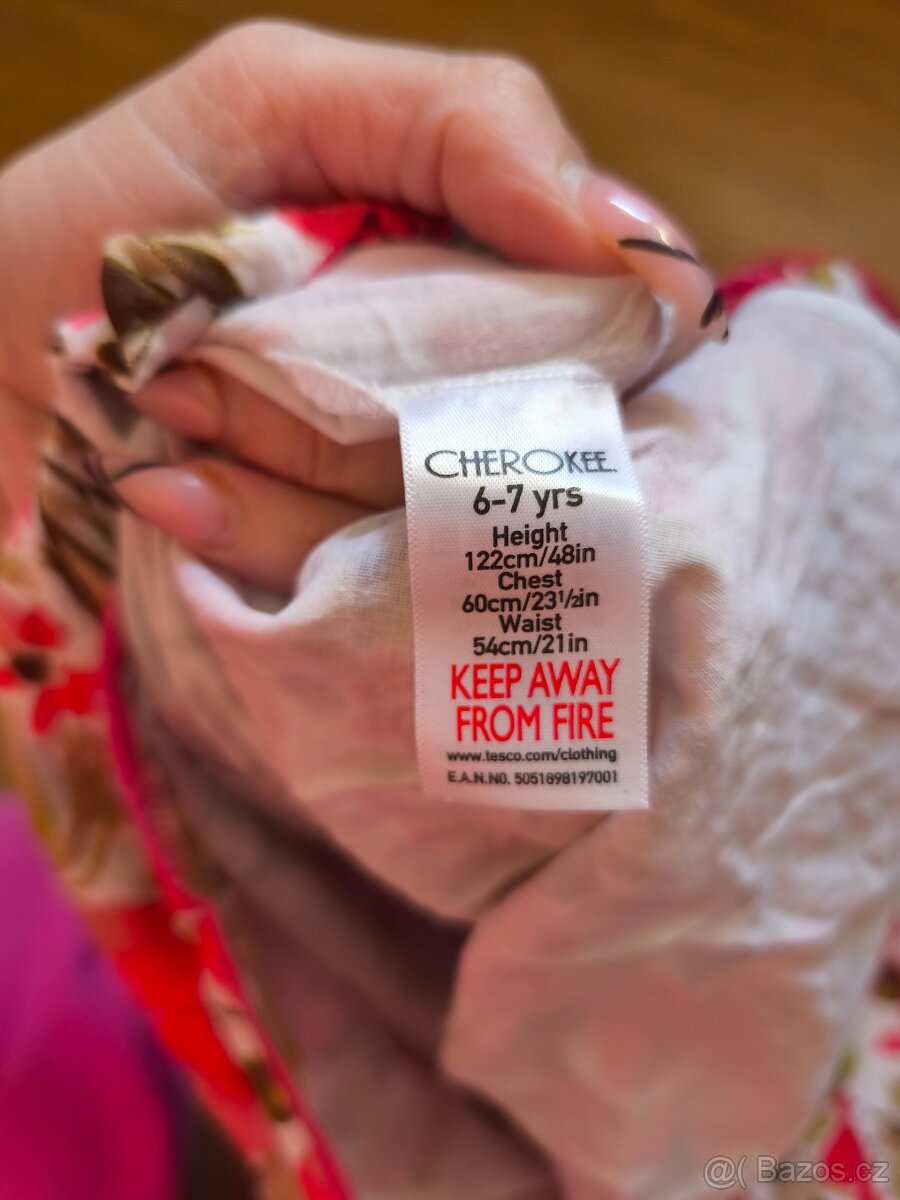 CHEROKEE.
6-7 yrs
Height
122cm/48in
Chest
60cm/23½in
Waist
54cm/21in
KEEP AWAY
FROM FIRE
www.tesco.com/clothing
E.A.N.NO. 5051898197001
@( Bazos.cz